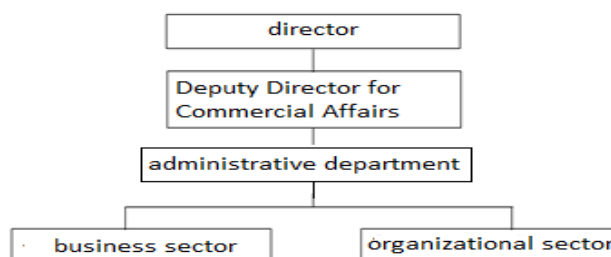 director
Deputy Director for
Commercial Affairs
administrative department
business sector
organizational sector